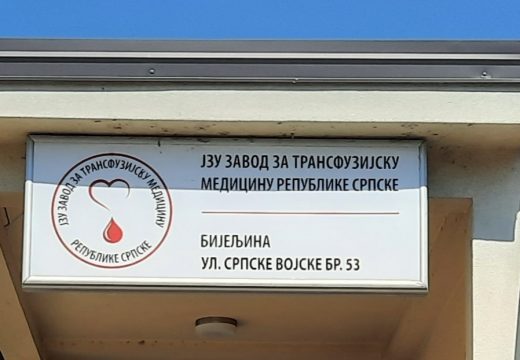 ЈЗУ ЗАВОД ЗА ТРАНСФУЗИЈСКУ МЕДИЦИНУ
РЕПУБЛИКЕ СРПСКЕ
ЈЗУ ЗАВОД ЗА ТРАНСФУЗИЈСКУ
МЕДИЦИНУ РЕПУБЛИКЕ СРПСКЕ
БИЈЕЉИНА
УЛ. СРПСКЕ ВОЈСКЕ БР. 53